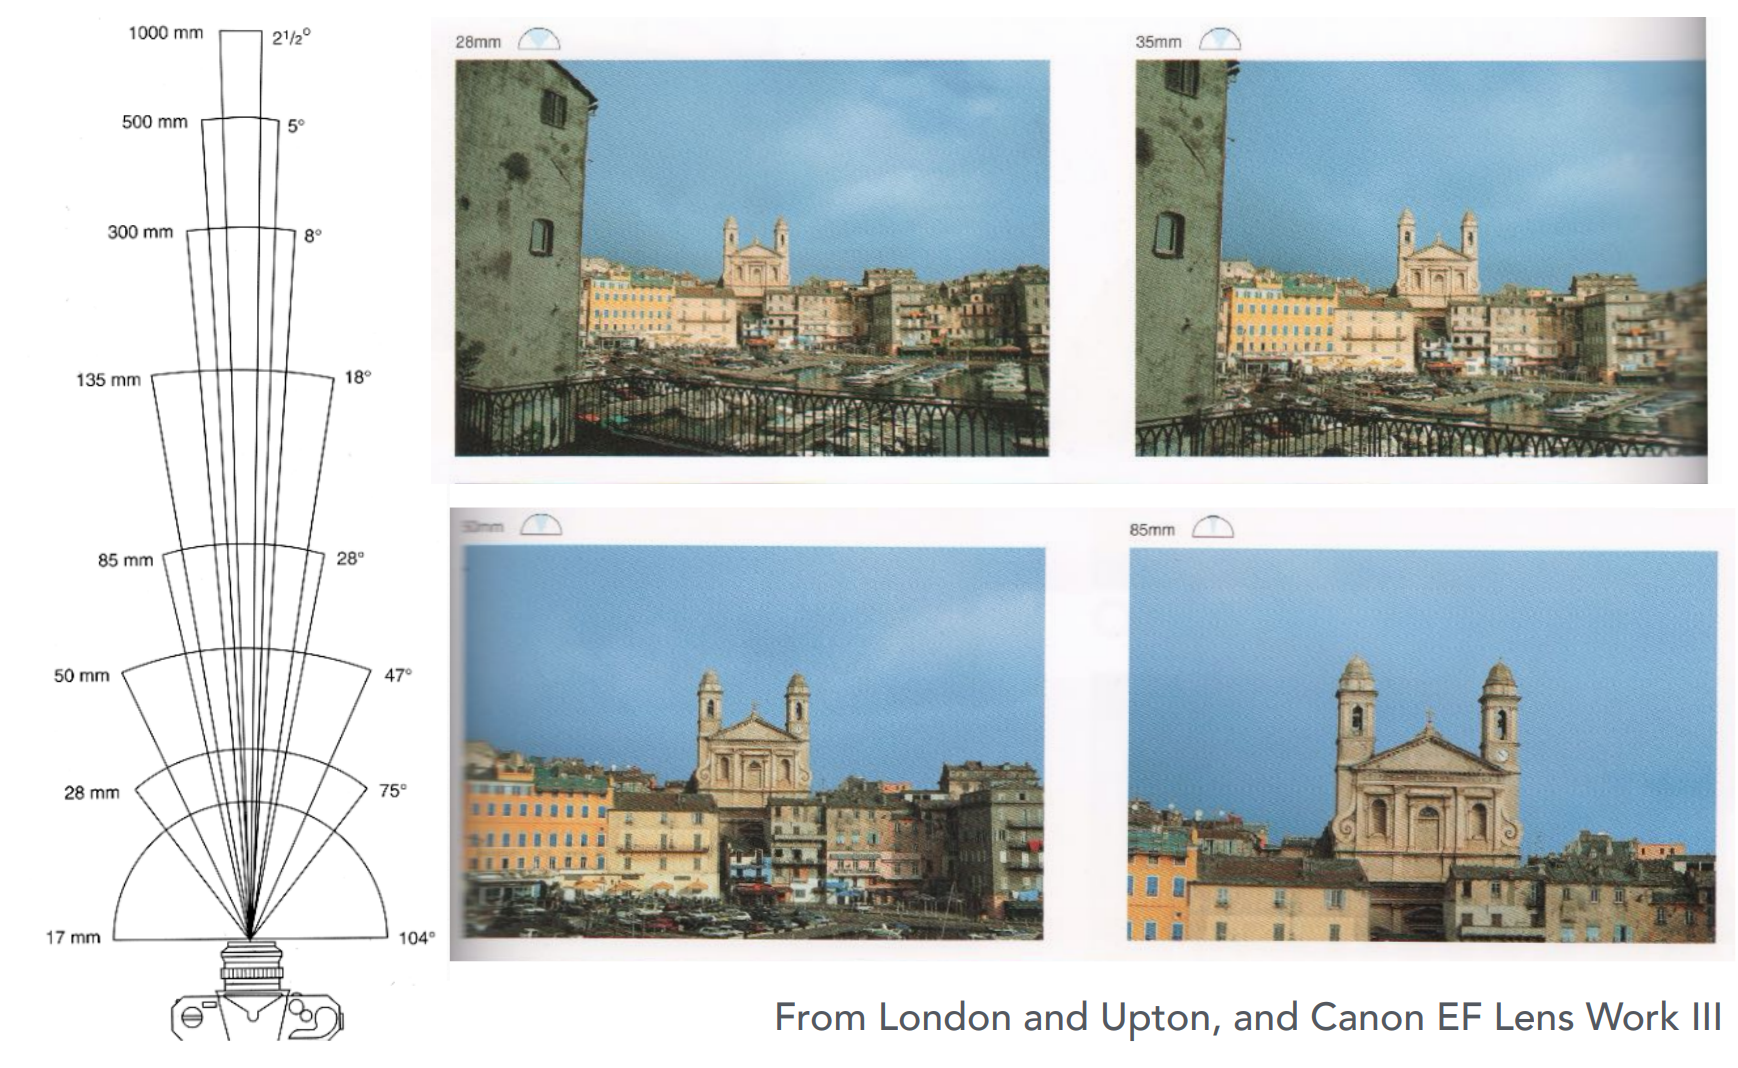 1000 mm 2½°
500 mm 5°
300 mm 8°
135 mm 18°
85 mm 28°
50 mm 47°
28 mm 75°
17 mm 104°
28mm
35mm
50mm
85mm
From London and Upton, and Canon EF Lens Work III